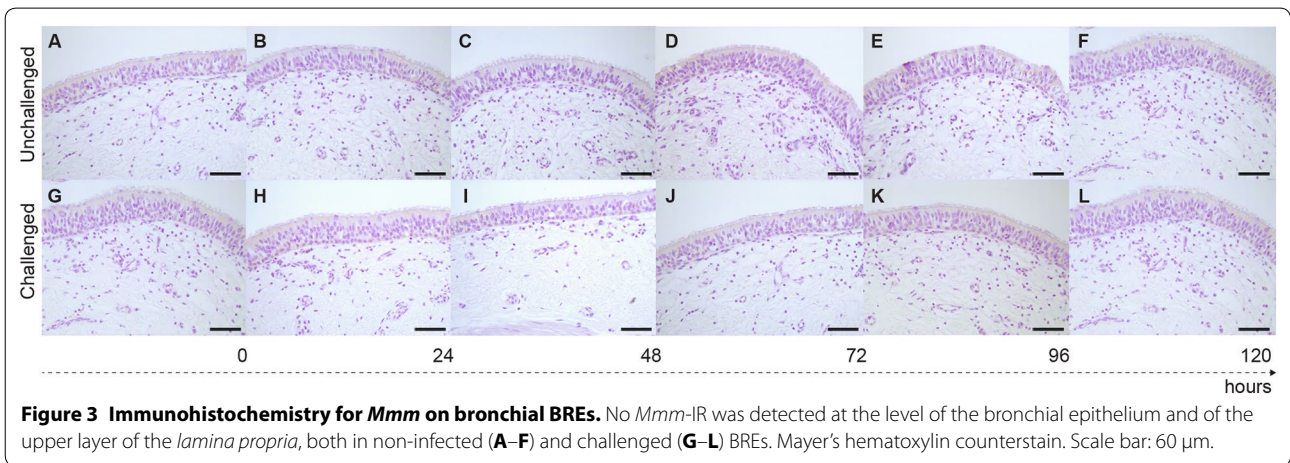 Unchallenged
A B C D E F
Challenged
G H I J K L
0 24 48 72 96 120
hours
Figure 3 Immunohistochemistry for Mmm on bronchial BREs. No Mmm-IR was detected at the level of the bronchial epithelium and of the
upper layer of the lamina propria, both in non-infected (A–F) and challenged (G–L) BREs. Mayer's hematoxylin counterstain. Scale bar: 60 µm.